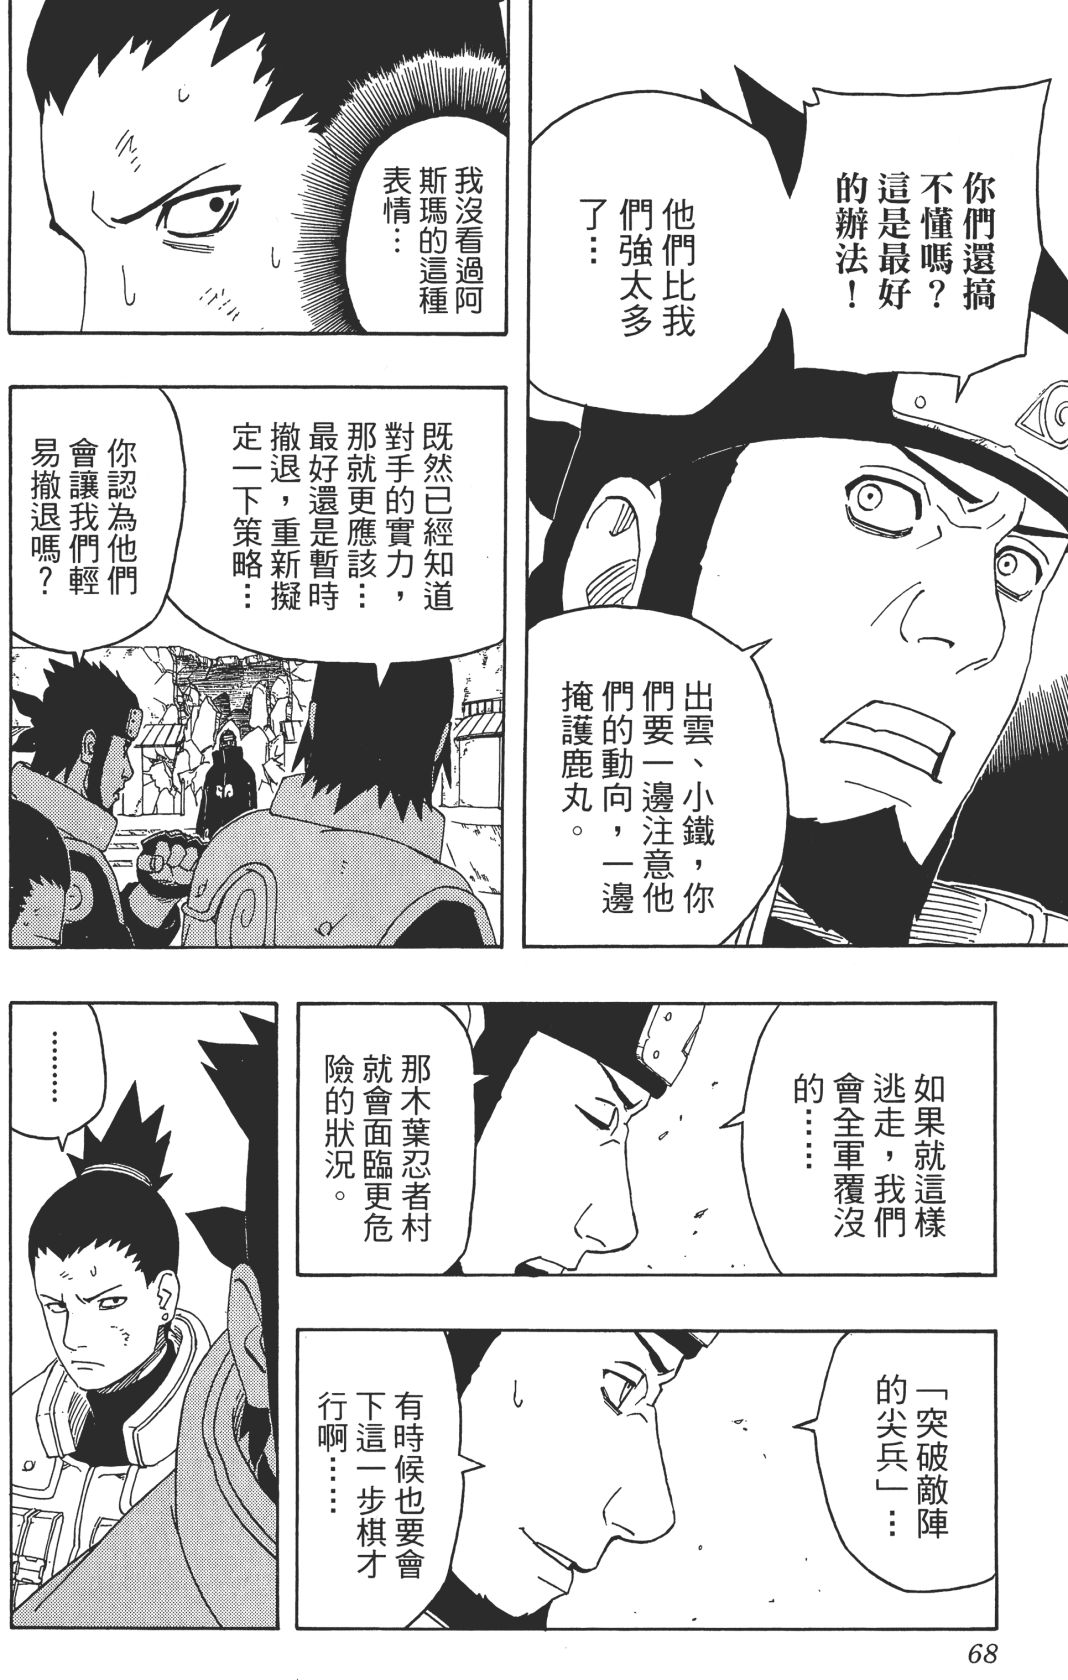 你們還搞
不懂嗎？
這是最好
的辦法！
他們比我
們強太多
了…
出雲、小鐵，你
們要一邊注意他
們的動向，一邊
掩護鹿丸。
我沒看過阿
斯瑪的這種
表情…
既然已經知道
對手的實力，
那就更應該…
最好還是暫時
撤退，重新擬
定一下策略…
你認為他們
會讓我們輕
易撤退嗎？
如果就這樣
逃走，我們
會全軍覆沒
的……
那木葉忍者村
就會面臨更危
險的狀況。
「突破敵陣
的尖兵」…
有時候也要會
下這一步棋才
行啊……
………
68